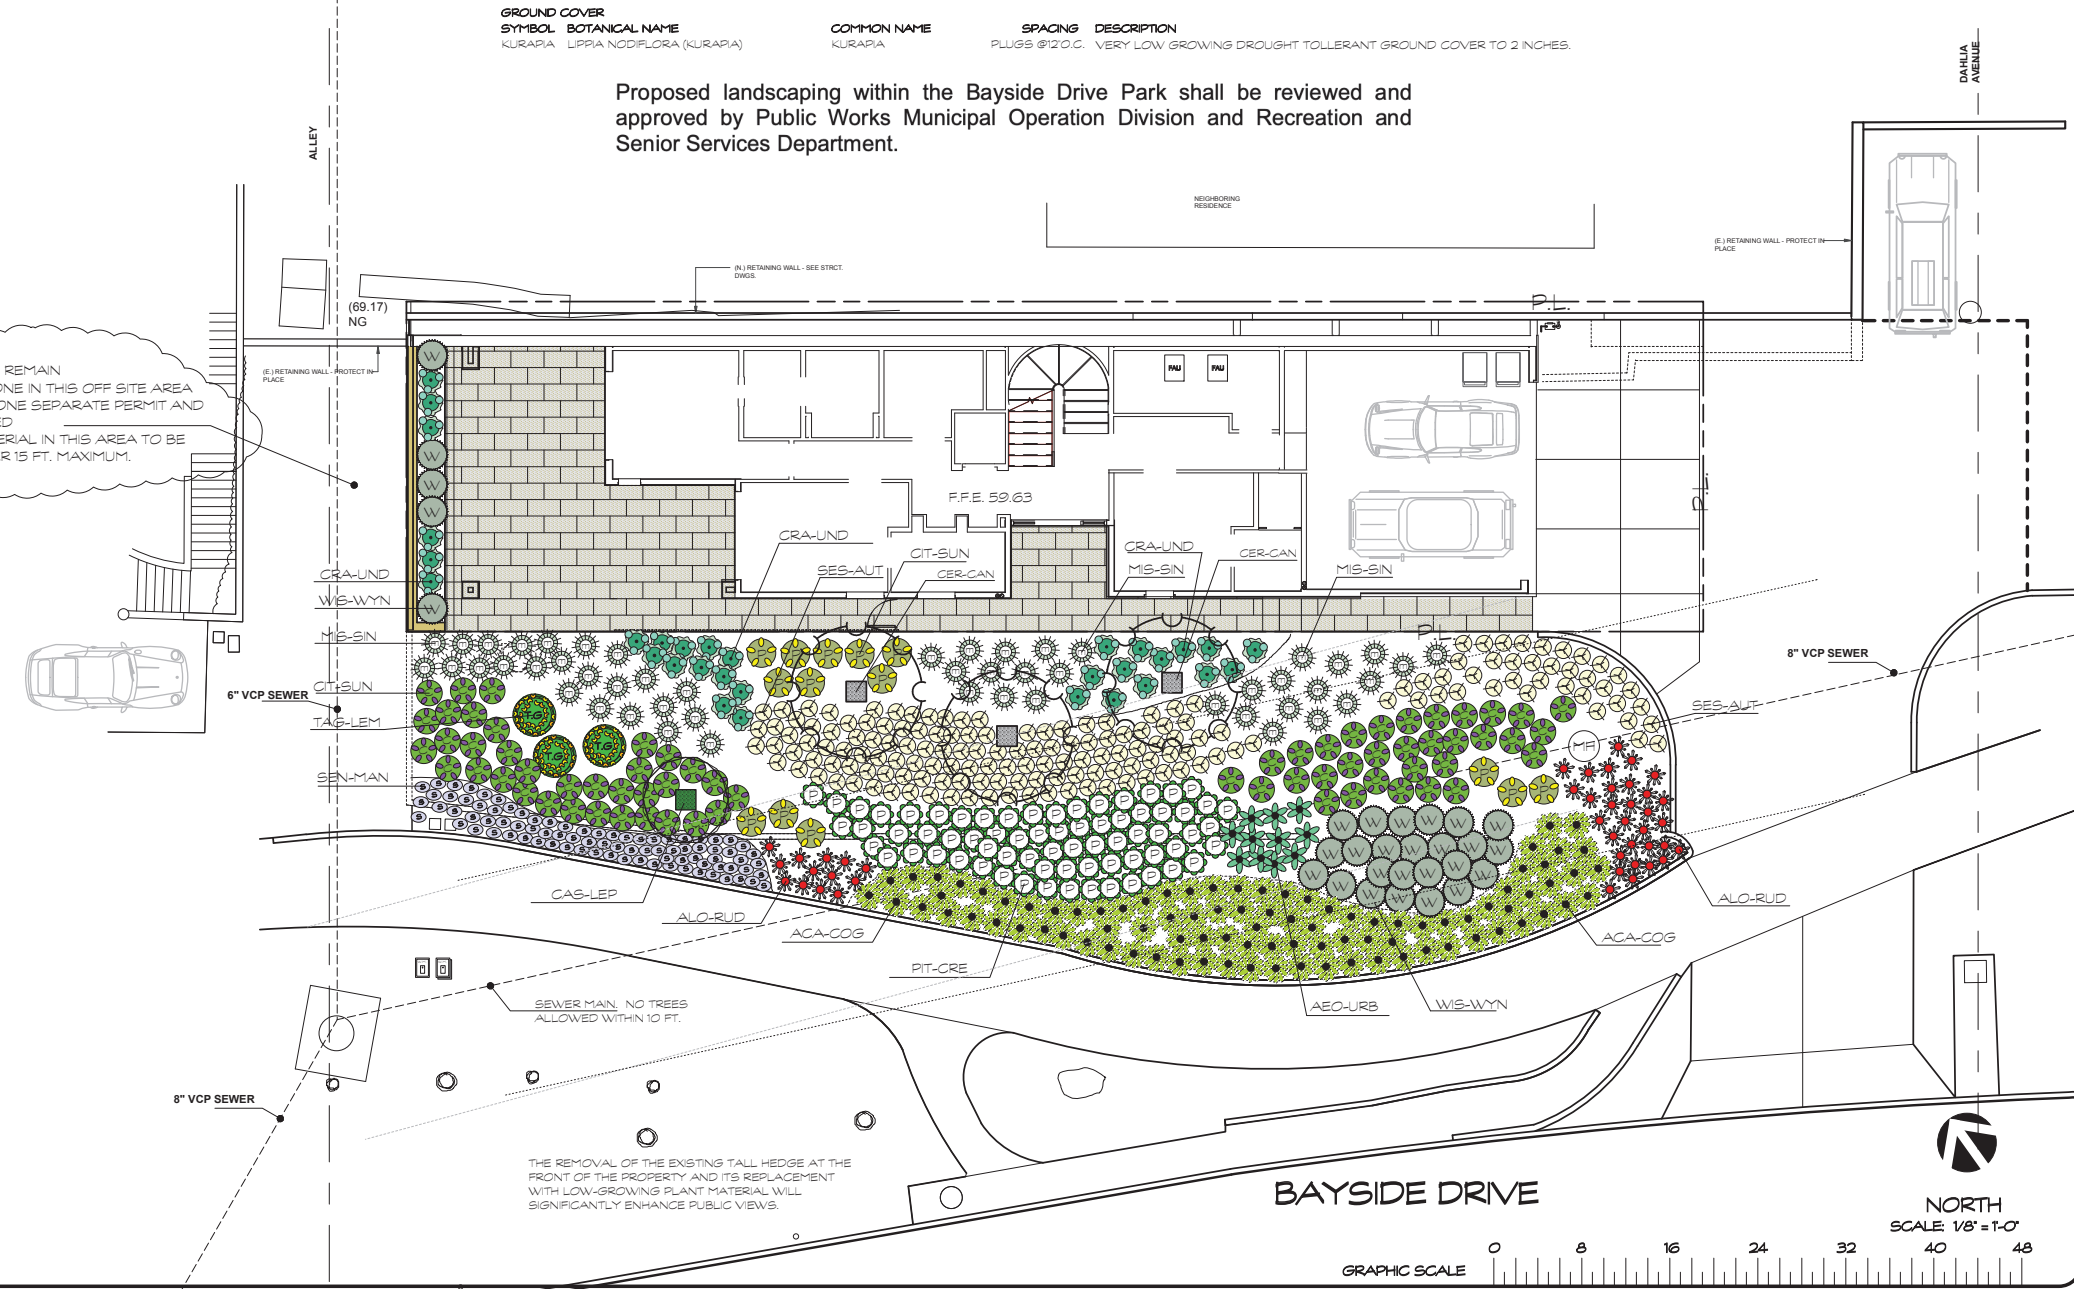 GROUND COVER
SYMBOL BOTANICAL NAME COMMON NAME SPACING DESCRIPTION
KURAPIA LIPPIA NODIFLORA (KURAPIA) KURAPIA PLUGS @12"O.C. VERY LOW GROWING DROUGHT TOLLERANT GROUND COVER TO 2 INCHES.
Proposed landscaping within the Bayside Drive Park shall be reviewed and
approved by Public Works Municipal Operation Division and Recreation and
Senior Services Department.
ALLEY
DAHLIA
AVENUE
NEIGHBORING
RESIDENCE
(E.) RETAINING WALL - PROTECT IN
PLACE
(N.) RETAINING WALL - SEE STRCT.
DWGS.
(69.17)
NG
P.L.
(E.) RETAINING WALL - PROTECT IN
PLACE
REMAIN
ONE IN THIS OFF SITE AREA
ONE SEPARATE PERMIT AND
ED
ERIAL IN THIS AREA TO BE
R 15 FT. MAXIMUM.
FAU
FAU
F.F.E. 59.63
P.L.
CRA-UND
SES-AUT
CIT-SUN
CER-CAN
CRA-UND
MIS-SIN
CER-CAN
MIS-SIN
CRA-UND
WIS-WYN
MIS-SIN
CIT-SUN
TAG-LEM
SEN-MAN
P.L.
6" VCP SEWER
8" VCP SEWER
SES-AUT
T.G.
T.G.
T.G.
MH
CAS-LEP
ALO-RUD
ACA-COG
PIT-CRE
AEO-URB
WIS-WYN
ACA-COG
ALO-RUD
SEWER MAIN. NO TREES
ALLOWED WITHIN 10 FT.
8" VCP SEWER
THE REMOVAL OF THE EXISTING TALL HEDGE AT THE
FRONT OF THE PROPERTY AND ITS REPLACEMENT
WITH LOW-GROWING PLANT MATERIAL WILL
SIGNIFICANTLY ENHANCE PUBLIC VIEWS.
BAYSIDE DRIVE
NORTH
SCALE: 1/8" = 1'-0"
0 8 16 24 32 40 48
GRAPHIC SCALE